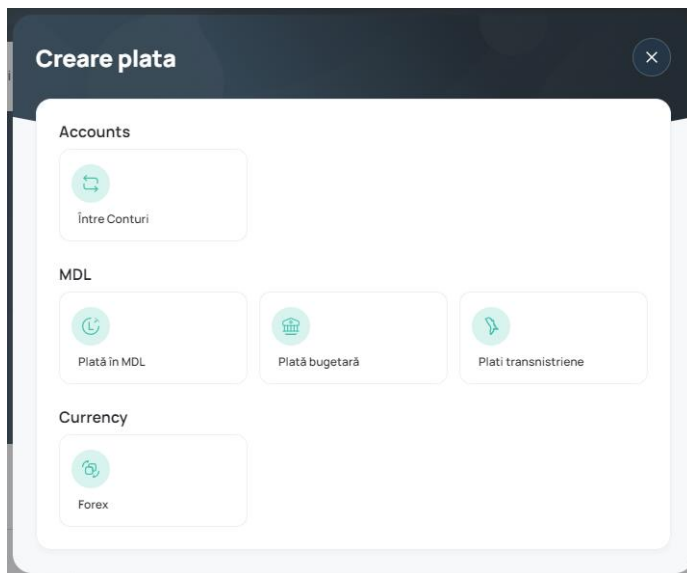 Creare plata
Accounts
Între Conturi
MDL
Plată în MDL
Plată bugetară
Plati transnistriene
Currency
Forex